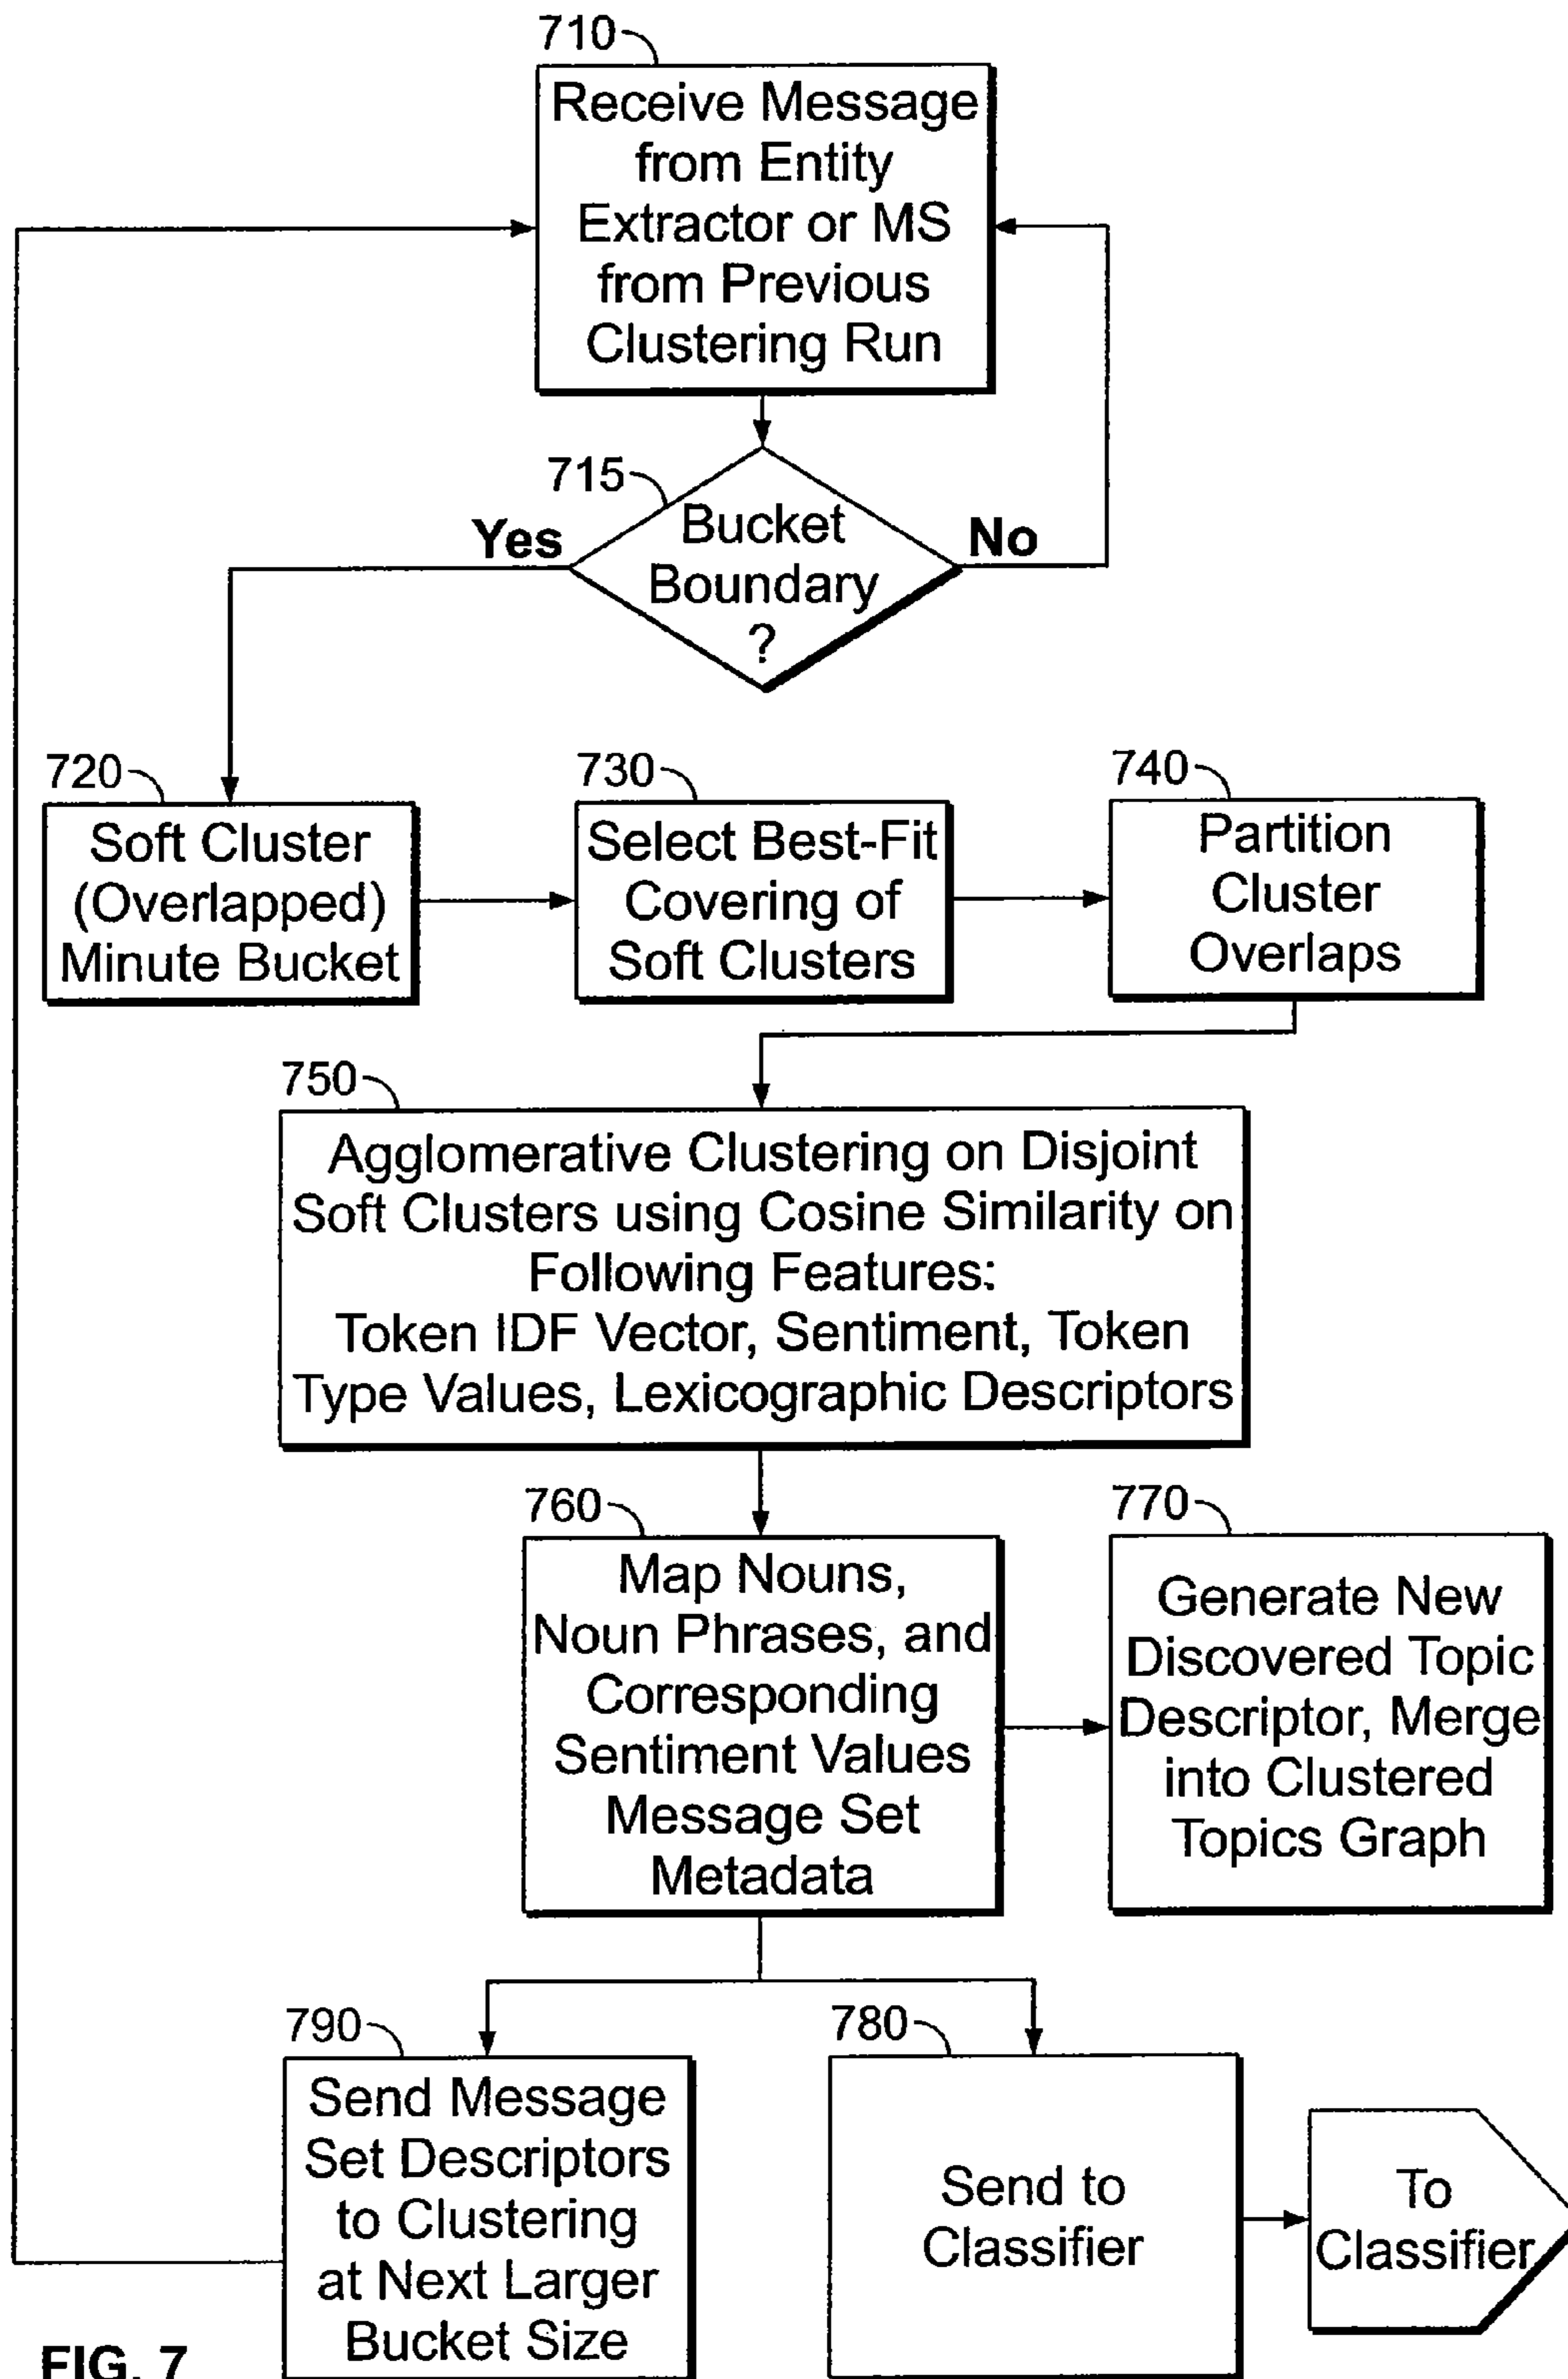 710
Receive Message
from Entity
Extractor or MS
from Previous
Clustering Run
715
Bucket
Boundary
?
Yes
No
720
Soft Cluster
(Overlapped)
Minute Bucket
730
Select Best-Fit
Covering of
Soft Clusters
740
Partition
Cluster
Overlaps
750
Agglomerative Clustering on Disjoint
Soft Clusters using Cosine Similarity on
Following Features:
Token IDF Vector, Sentiment, Token
Type Values, Lexicographic Descriptors
760
Map Nouns,
Noun Phrases, and
Corresponding
Sentiment Values
Message Set
Metadata
770
Generate New
Discovered Topic
Descriptor, Merge
into Clustered
Topics Graph
790
Send Message
Set Descriptors
to Clustering
at Next Larger
Bucket Size
780
Send to
Classifier
To
Classifier
FIG. 7